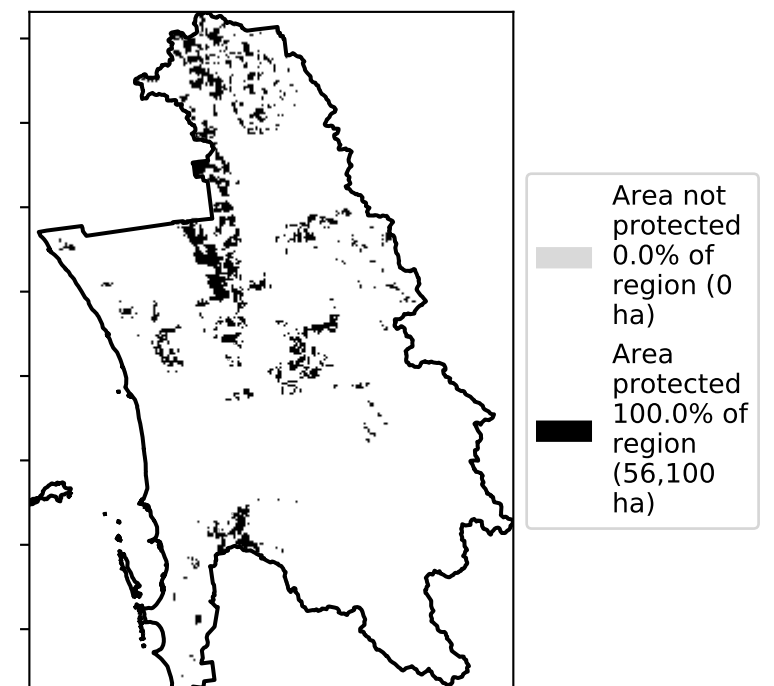 Area not
protected
0.0% of
region (0
ha)
Area
protected
100.0% of
region
(56,100
ha)